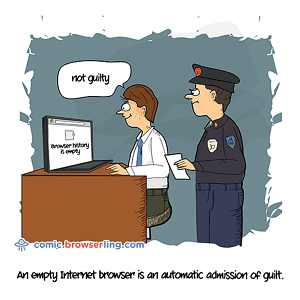 not guilty
Browser history
is empty
comic.browserling.com
An empty Internet browser is an automatic admission of guilt.